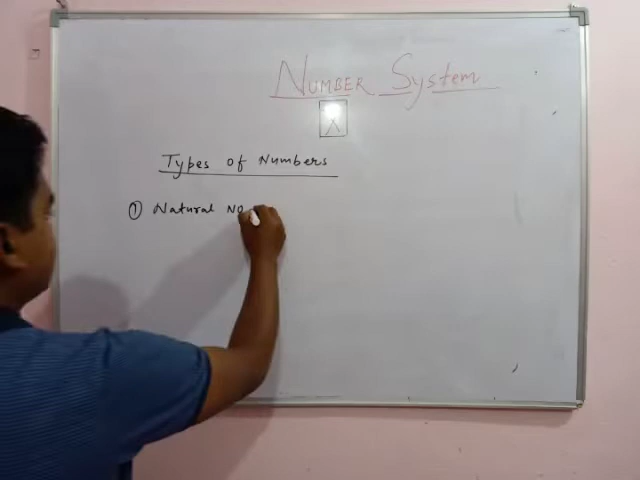 Number System
Types of Numbers
① Natural No